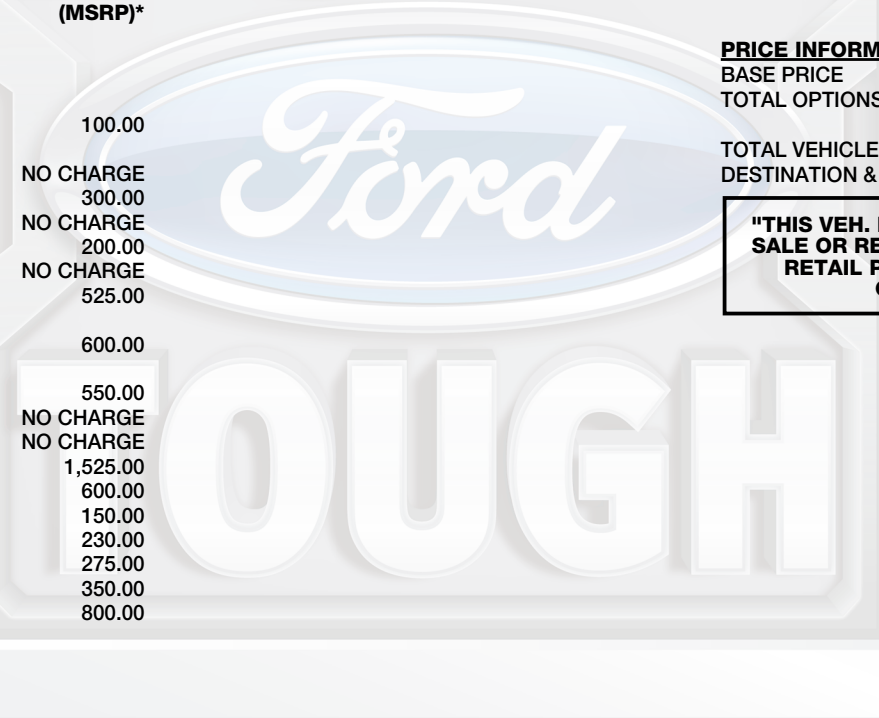 (MSRP)*
100.00
NO CHARGE
300.00
NO CHARGE
200.00
NO CHARGE
525.00
600.00
550.00
NO CHARGE
NO CHARGE
1,525.00
600.00
150.00
230.00
275.00
350.00
800.00
PRICE INFORM
BASE PRICE
TOTAL OPTIONS
TOTAL VEHICLE
DESTINATION &
"THIS VEH.
SALE OR RE
RETAIL P
Ford
TOUGH